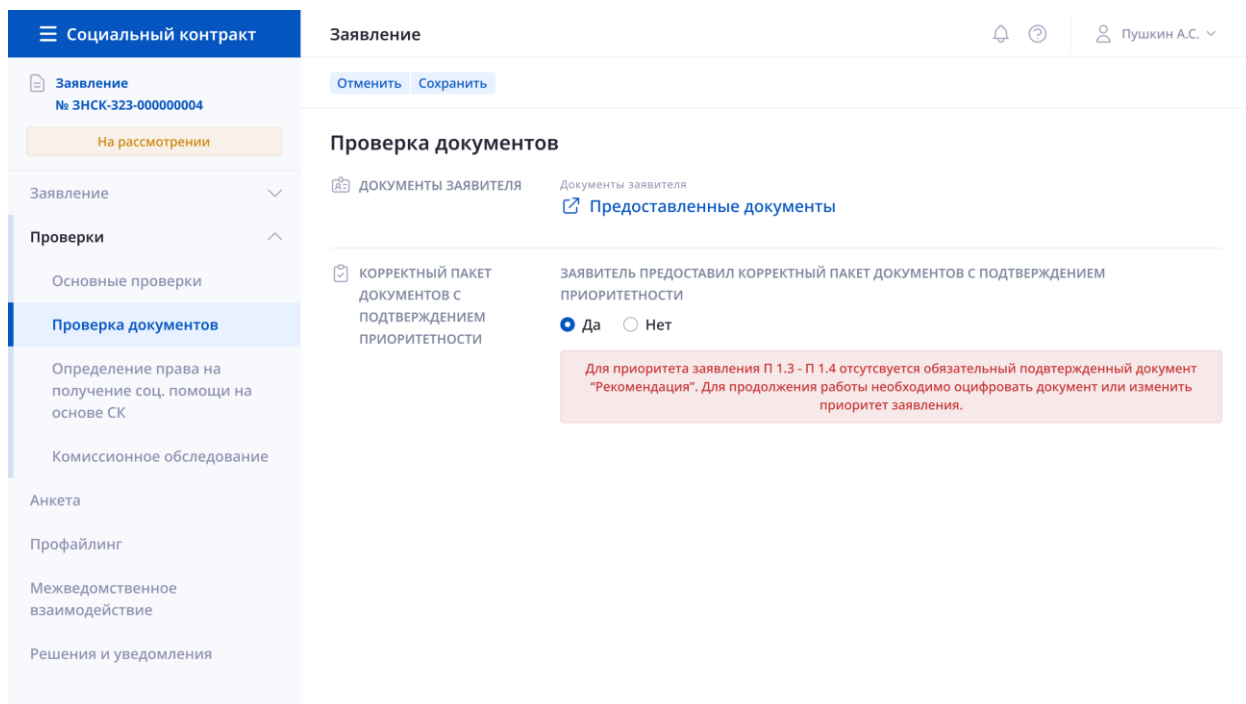 Социальный контракт
Заявление
Пушкин А.С.
Заявление
№ ЗНСК-323-000000004
На рассмотрении
Заявление
Проверки
Основные проверки
Проверка документов
Определение права на
получение соц. помощи на
основе СК
Комиссионное обследование
Анкета
Профайлинг
Межведомственное
взаимодействие
Решения и уведомления
Отменить Сохранить
Проверка документов
ДОКУМЕНТЫ ЗАЯВИТЕЛЯ
Документы заявителя
Предоставленные документы
КОРРЕКТНЫЙ ПАКЕТ
ДОКУМЕНТОВ С
ПОДТВЕРЖДЕНИЕМ
ПРИОРИТЕТНОСТИ
ЗАЯВИТЕЛЬ ПРЕДОСТАВИЛ КОРРЕКТНЫЙ ПАКЕТ ДОКУМЕНТОВ С ПОДТВЕРЖДЕНИЕМ
ПРИОРИТЕТНОСТИ
Да Нет
Для приоритета заявления П 1.3 - П 1.4 отсутсвуется обязательный подвтержденный документ
“Рекомендация”. Для продолжения работы необходимо оцифровать документ или изменить
приоритет заявления.